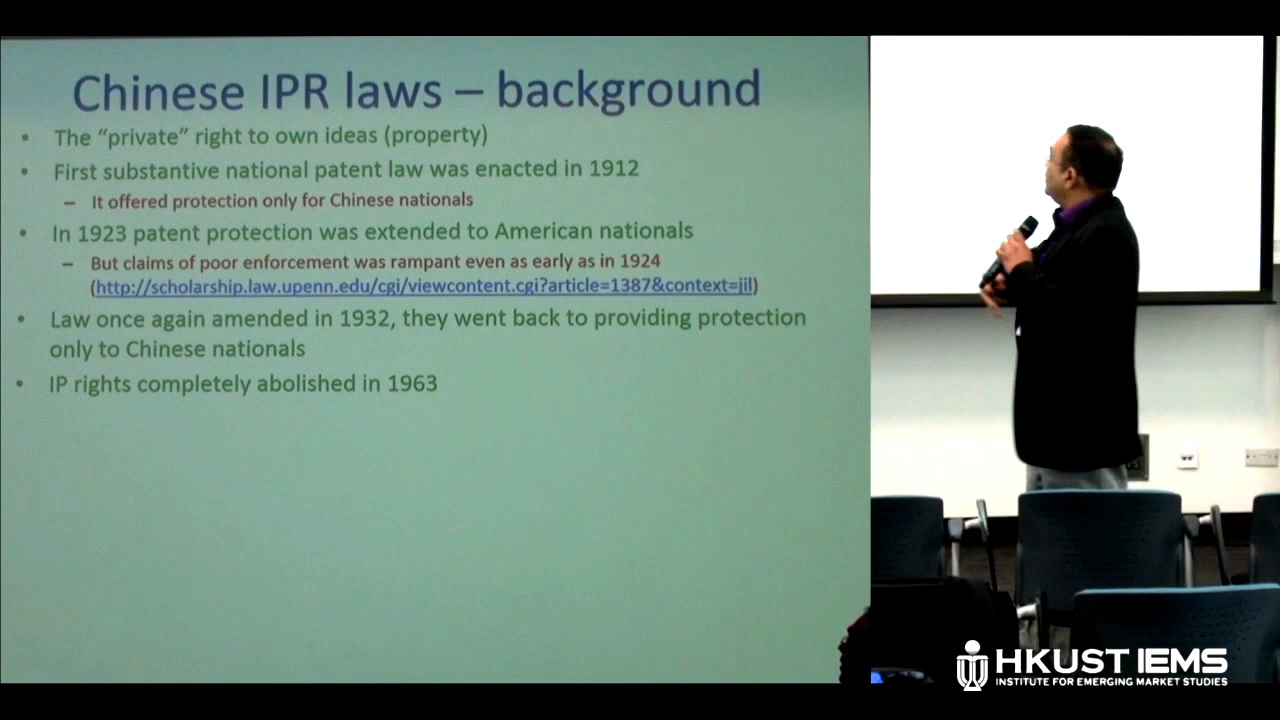 Chinese IPR laws – background
• The “private” right to own ideas (property)
• First substantive national patent law was enacted in 1912
– It offered protection only for Chinese nationals
• In 1923 patent protection was extended to American nationals
– But claims of poor enforcement was rampant even as early as in 1924
(http://scholarship.law.upenn.edu/cgi/viewcontent.cgi?article=1387&context=jil)
• Law once again amended in 1932, they went back to providing protection
only to Chinese nationals
• IP rights completely abolished in 1963
HKUST IEMS
INSTITUTE FOR EMERGING MARKET STUDIES